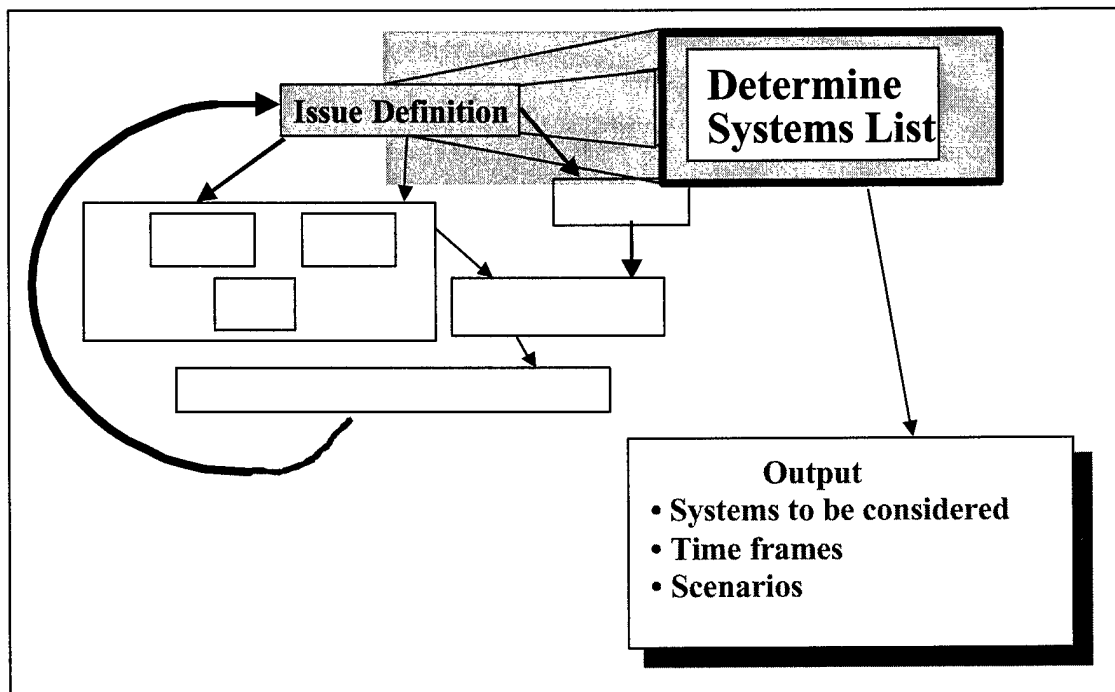 Issue Definition
Determine
Systems List
Output
• Systems to be considered
• Time frames
• Scenarios